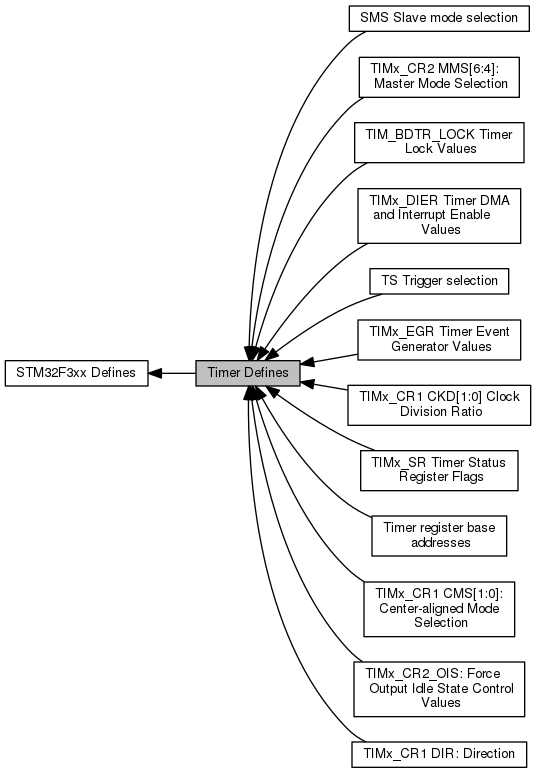 SMS Slave mode selection
TIMx_CR2 MMS[6:4]:
Master Mode Selection
TIM_BDTR_LOCK Timer
Lock Values
TIMx_DIER Timer DMA
and Interrupt Enable
Values
TS Trigger selection
TIMx_EGR Timer Event
Generator Values
STM32F3xx Defines
Timer Defines
TIMx_CR1 CKD[1:0] Clock
Division Ratio
TIMx_SR Timer Status
Register Flags
Timer register base
addresses
TIMx_CR1 CMS[1:0]:
Center-aligned Mode
Selection
TIMx_CR2_OIS: Force
Output Idle State Control
Values
TIMx_CR1 DIR: Direction